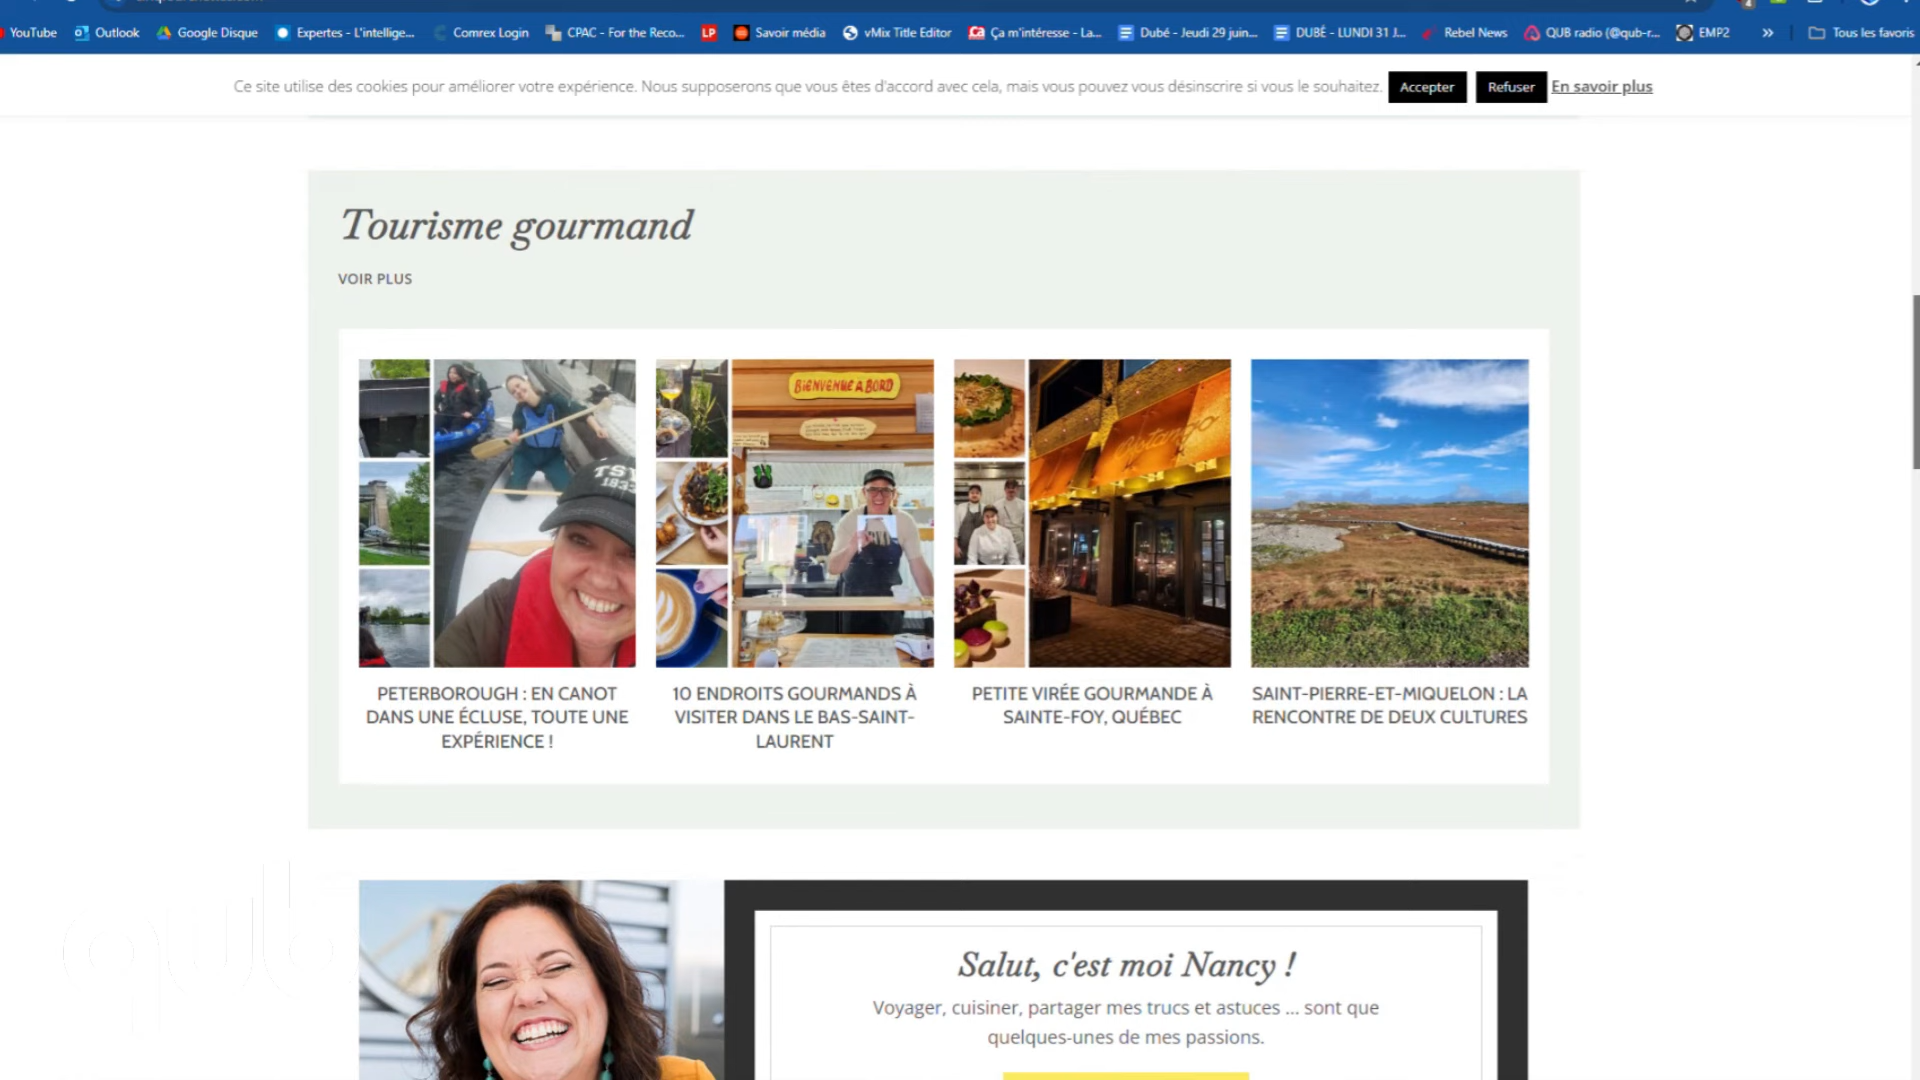 YouTube Outlook Google Disque Expertes - L'intellige... Comrex Login CPAC - For the Reco... LP Savoir média vMix Title Editor Ça m'intéresse - La... Dubé - Jeudi 29 juin... DUBÉ - LUNDI 31 J... Rebel News QUB radio (@qub-r... EMP2 » Tous les favoris
Ce site utilise des cookies pour améliorer votre expérience. Nous supposerons que vous êtes d'accord avec cela, mais vous pouvez vous désinscrire si vous le souhaitez. Accepter Refuser En savoir plus
Tourisme gourmand
VOIR PLUS
BIENVENUE À BORD
TSW
1833
PETERBOROUGH : EN CANOT
DANS UNE ÉCLUSE, TOUTE UNE
EXPÉRIENCE !
10 ENDROITS GOURMANDS À
VISITER DANS LE BAS-SAINT-
LAURENT
PETITE VIRÉE GOURMANDE À
SAINTE-FOY, QUÉBEC
SAINT-PIERRE-ET-MIQUELON : LA
RENCONTRE DE DEUX CULTURES
qub
Salut, c'est moi Nancy !
Voyager, cuisiner, partager mes trucs et astuces ... sont que
quelques-unes de mes passions.